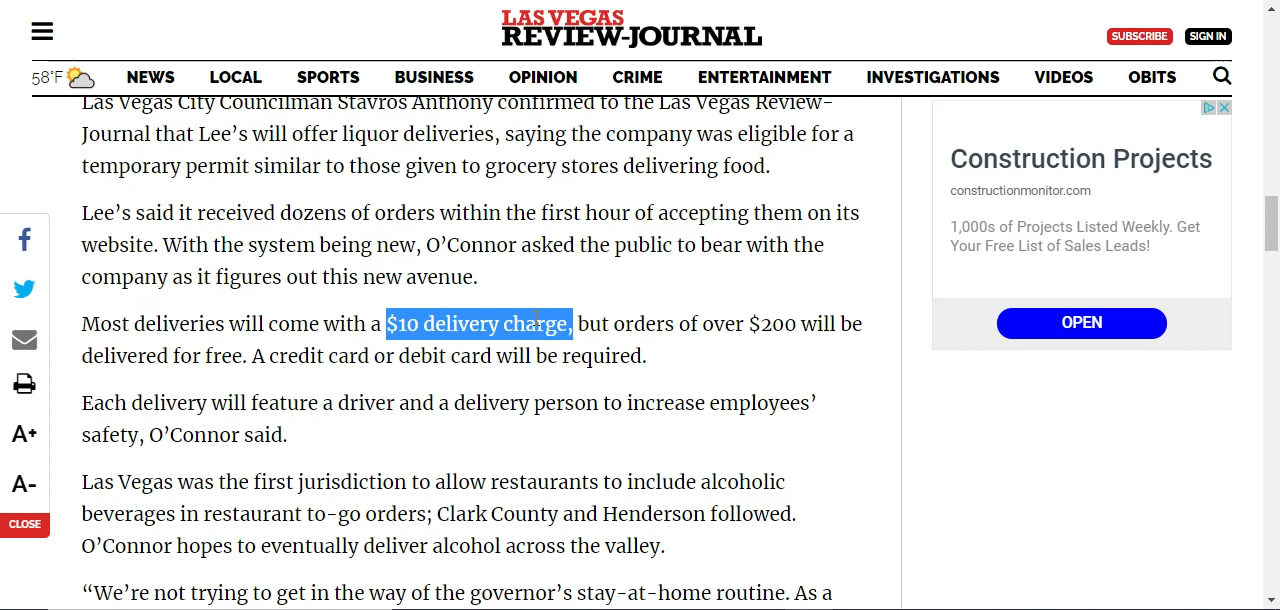 LAS VEGAS
REVIEW-JOURNAL
SUBSCRIBE
SIGN IN
58°F
NEWS LOCAL SPORTS BUSINESS OPINION CRIME ENTERTAINMENT INVESTIGATIONS VIDEOS OBITS
Las Vegas City Councilman Stavros Anthony confirmed to the Las Vegas Review-
Journal that Lee’s will offer liquor deliveries, saying the company was eligible for a
temporary permit similar to those given to grocery stores delivering food.
Lee’s said it received dozens of orders within the first hour of accepting them on its
website. With the system being new, O’Connor asked the public to bear with the
company as it figures out this new avenue.
Most deliveries will come with a $10 delivery charge, but orders of over $200 will be
delivered for free. A credit card or debit card will be required.
Each delivery will feature a driver and a delivery person to increase employees’
safety, O’Connor said.
Las Vegas was the first jurisdiction to allow restaurants to include alcoholic
beverages in restaurant to-go orders; Clark County and Henderson followed.
O’Connor hopes to eventually deliver alcohol across the valley.
“We’re not trying to get in the way of the governor’s stay-at-home routine. As a
A+
A-
CLOSE
Construction Projects
constructionmonitor.com
1,000s of Projects Listed Weekly. Get
Your Free List of Sales Leads!
OPEN